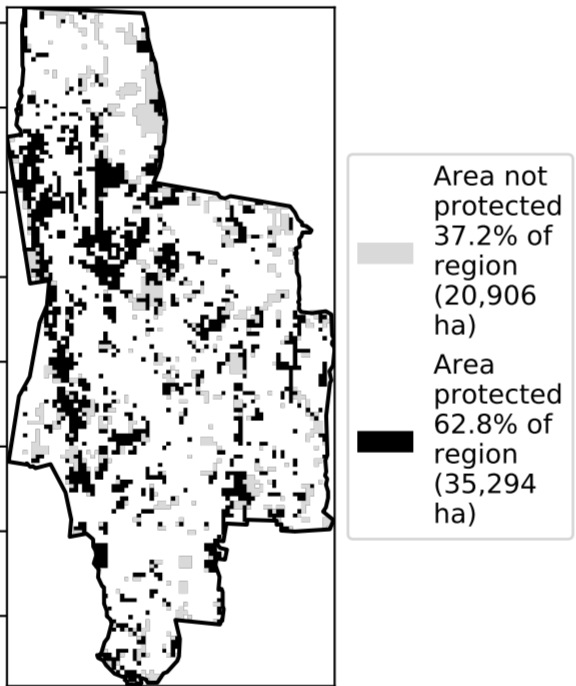 Area not
protected
37.2% of
region
(20,906
ha)
Area
protected
62.8% of
region
(35,294
ha)